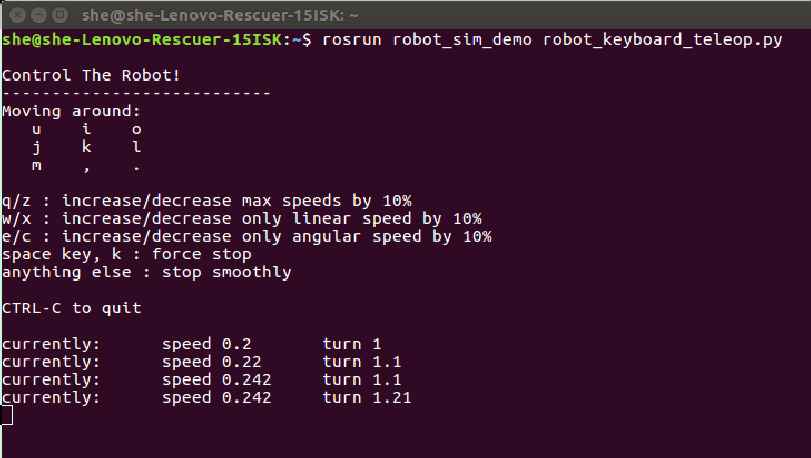 she@she-Lenovo-Rescuer-15ISK: ~
she@she-Lenovo-Rescuer-15ISK:~$ rosrun robot_sim_demo robot_keyboard_teleop.py
Control The Robot!
---------------------------
Moving around:
u i o
j k l
m , .
q/z : increase/decrease max speeds by 10%
w/x : increase/decrease only linear speed by 10%
e/c : increase/decrease only angular speed by 10%
space key, k : force stop
anything else : stop smoothly
CTRL-C to quit
currently: speed 0.2 turn 1
currently: speed 0.22 turn 1.1
currently: speed 0.242 turn 1.1
currently: speed 0.242 turn 1.21